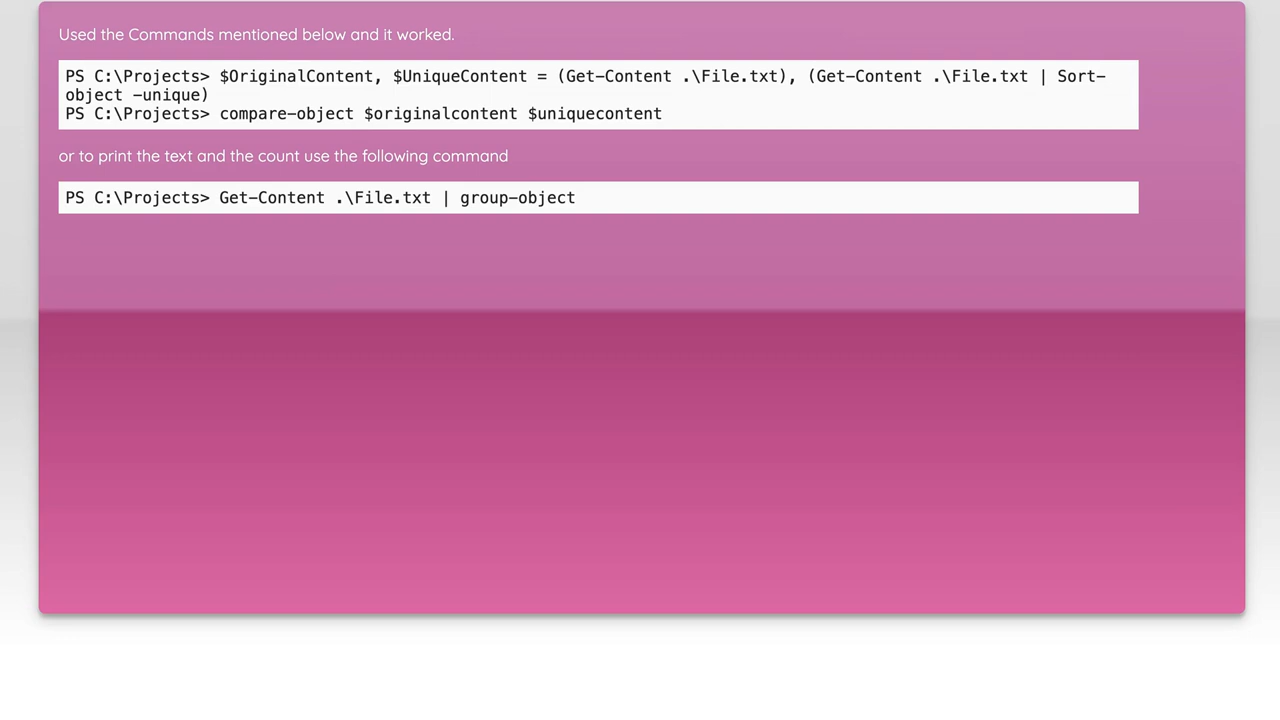 Used the Commands mentioned below and it worked.
PS C:\Projects> $OriginalContent, $UniqueContent = (Get-Content .\File.txt), (Get-Content .\File.txt | Sort-
object -unique)
PS C:\Projects> compare-object $originalcontent $uniquecontent
or to print the text and the count use the following command
PS C:\Projects> Get-Content .\File.txt | group-object